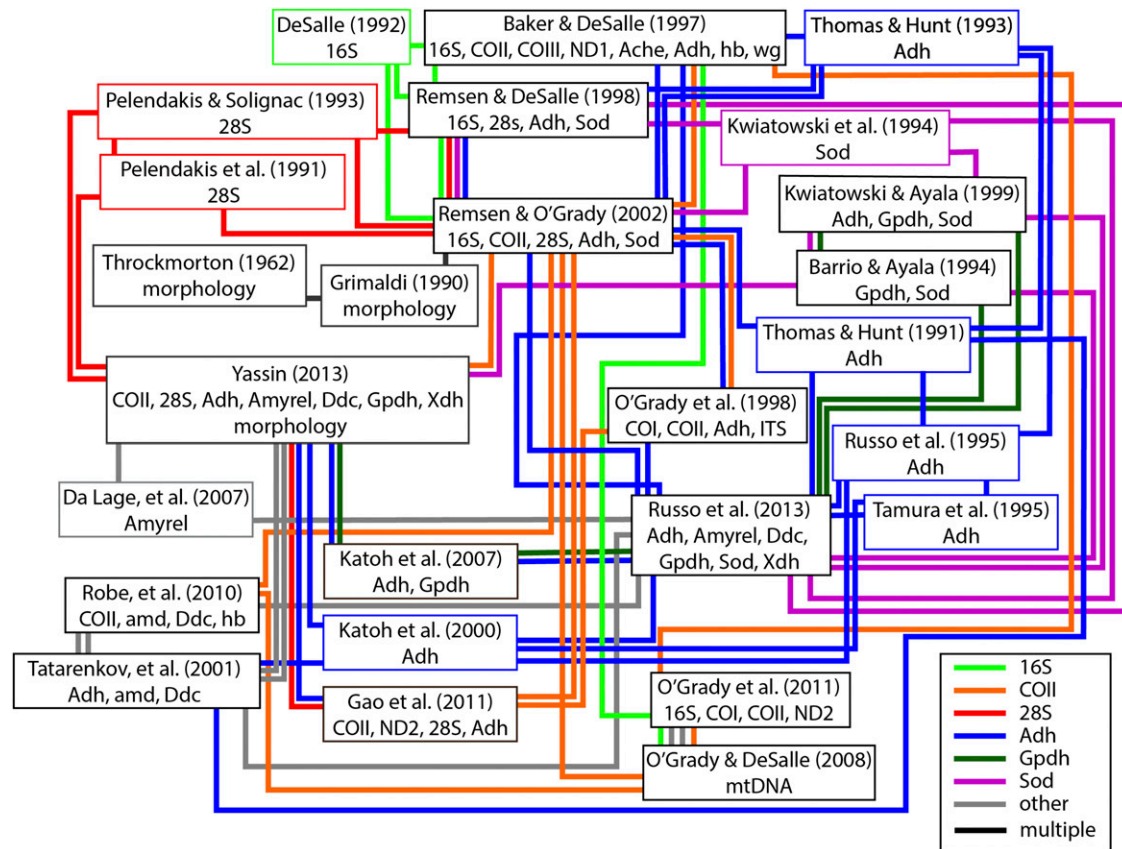 DeSalle (1992)
16S
Baker & DeSalle (1997)
16S, COII, COIII, ND1, Ache, Adh, hb, wg
Thomas & Hunt (1993)
Adh
Pelendakis & Solignac (1993)
28S
Remsen & DeSalle (1998)
16S, 28s, Adh, Sod
Kwiatowski et al. (1994)
Sod
Pelendakis et al. (1991)
28S
Kwiatowski & Ayala (1999)
Adh, Gpdh, Sod
Remsen & O'Grady (2002)
16S, COII, 28S, Adh, Sod
Throckmorton (1962)
morphology
Grimaldi (1990)
morphology
Barrio & Ayala (1994)
Gpdh, Sod
Thomas & Hunt (1991)
Adh
Yassin (2013)
COII, 28S, Adh, Amyrel, Ddc, Gpdh, Xdh
morphology
O'Grady et al. (1998)
COI, COII, Adh, ITS
Russo et al. (1995)
Adh
Da Lage, et al. (2007)
Amyrel
Russo et al. (2013)
Adh, Amyrel, Ddc,
Gpdh, Sod, Xdh
Tamura et al. (1995)
Adh
Katoh et al. (2007)
Adh, Gpdh
Robe, et al. (2010)
COII, amd, Ddc, hb
Katoh et al. (2000)
Adh
Tatarenkov, et al. (2001)
Adh, amd, Ddc
Gao et al. (2011)
COII, ND2, 28S, Adh
O'Grady et al. (2011)
16S, COI, COII, ND2
O'Grady & DeSalle (2008)
mtDNA
16S
COII
28S
Adh
Gpdh
Sod
other
multiple